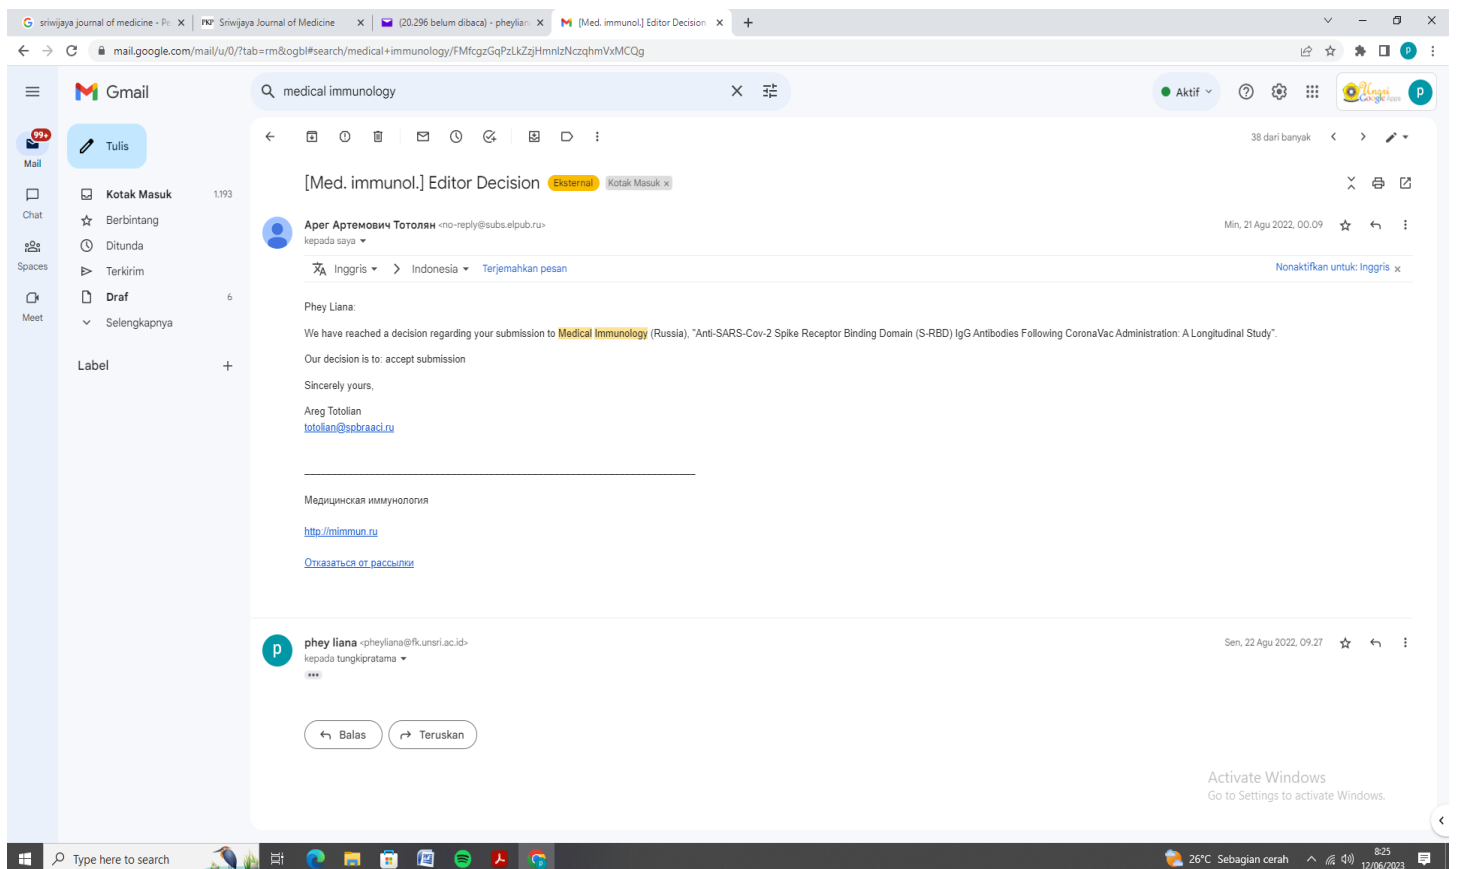 sriwijaya journal of medicine - Pe
PKP Sriwijaya Journal of Medicine
(20.296 belum dibaca) - pheylian
[Med. immunol.] Editor Decision
mail.google.com/mail/u/0/?tab=rm&ogbl#search/medical+immunology/FMfcgzGqPzLkZzjHmnIzNczqhmVxMCQg
Gmail
medical immunology
Aktif
99+
Mail
Chat
Spaces
Meet
Tulis
Kotak Masuk 1.193
Berbintang
Ditunda
Terkirim
Draf 6
Selengkapnya
Label
38 dari banyak
[Med. immunol.] Editor Decision Eksternal Kotak Masuk x
Арег Артемович Тотолян <no-reply@subs.elpub.ru> Min, 21 Agu 2022, 00.09
kepada saya
Inggris > Indonesia Terjemahkan pesan Nonaktifkan untuk: Inggris x
Phey Liana:
We have reached a decision regarding your submission to Medical Immunology (Russia), "Anti-SARS-Cov-2 Spike Receptor Binding Domain (S-RBD) IgG Antibodies Following CoronaVac Administration: A Longitudinal Study".
Our decision is to: accept submission
Sincerely yours,
Areg Totolian
totolian@spbraaci.ru
Медицинская иммунология
http://mimmun.ru
Отказаться от рассылки
phey liana <pheyliana@fk.unsri.ac.id> Sen, 22 Agu 2022, 09.27
kepada tungkipratama
Balas
Teruskan
Activate Windows
Go to Settings to activate Windows.
Type here to search
26°C Sebagian cerah
8:25
12/06/2023